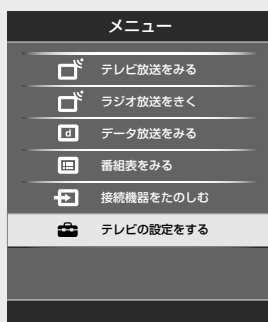 メニュー
テレビ放送をみる
ラジオ放送をきく
d データ放送をみる
番組表をみる
接続機器をたのしむ
テレビの設定をする